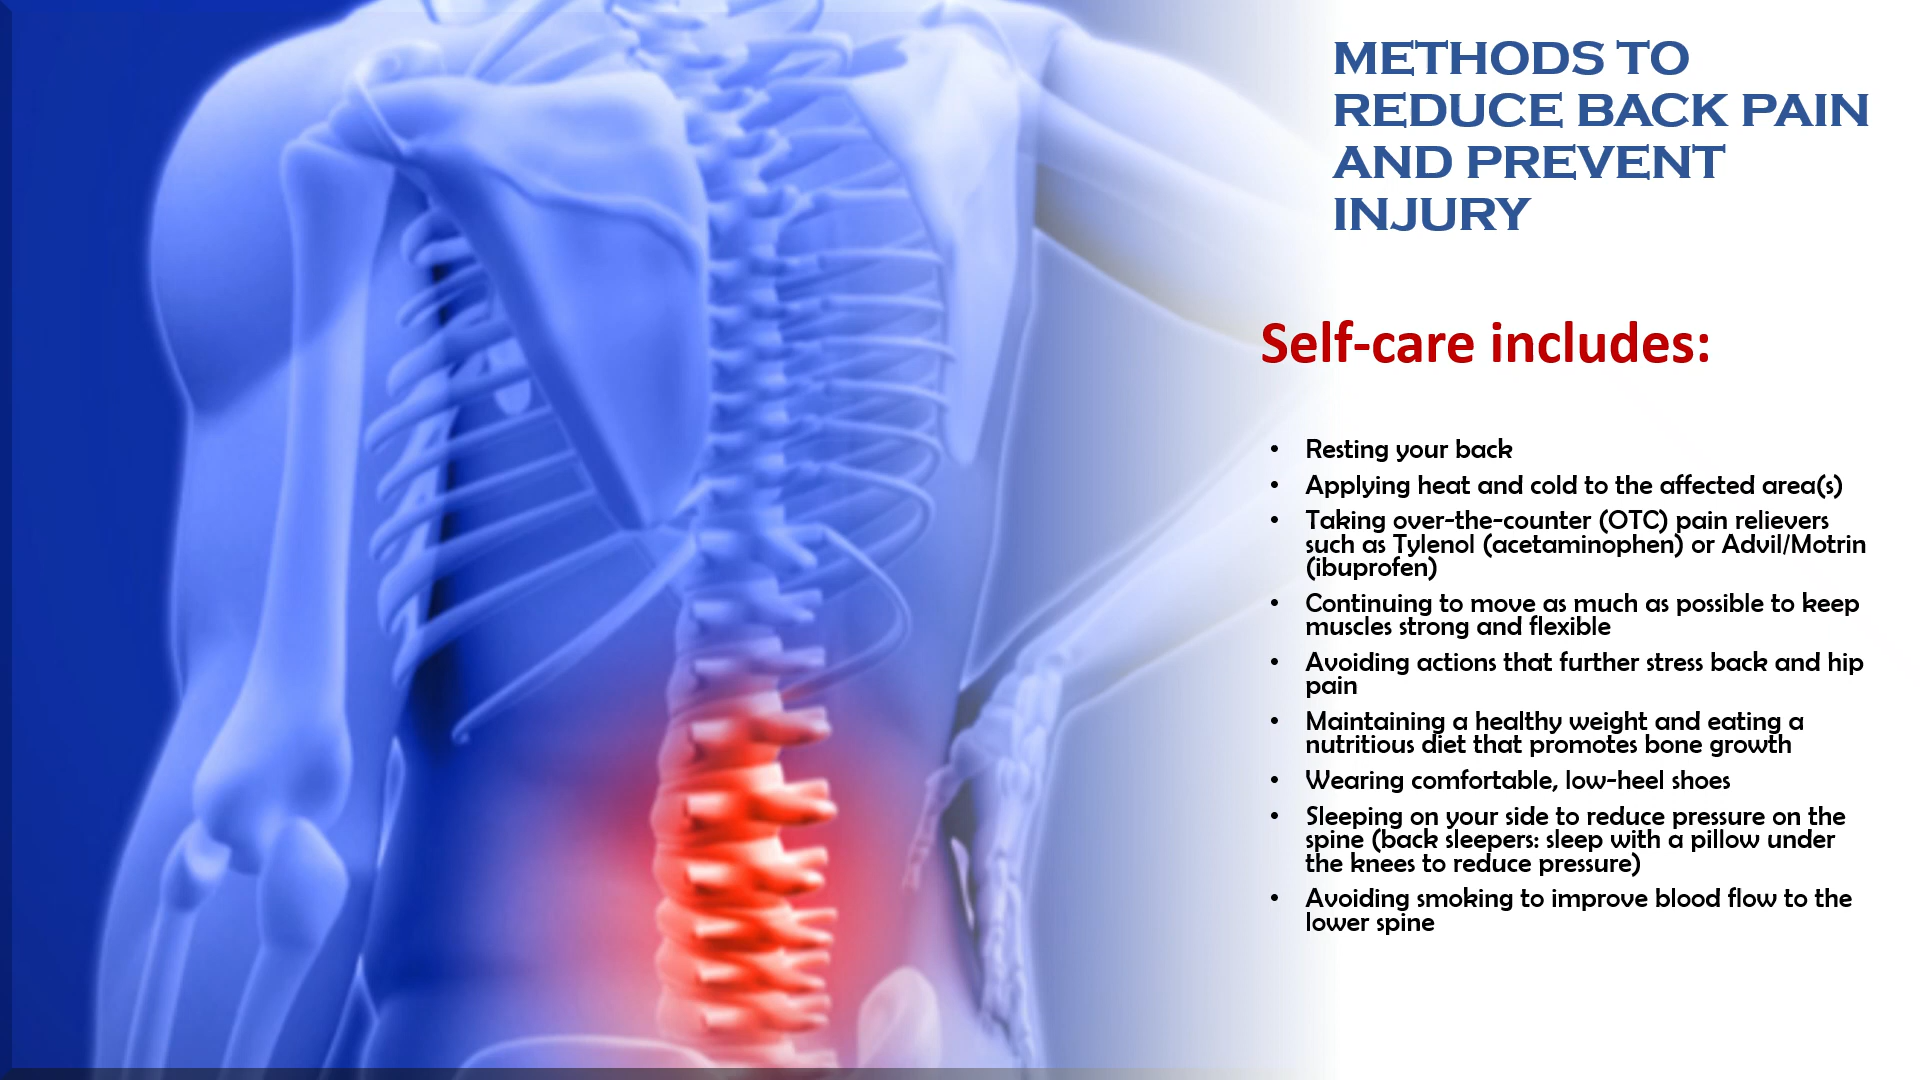 METHODS TO
REDUCE BACK PAIN
AND PREVENT
INJURY
Self-care includes:
• Resting your back
• Applying heat and cold to the affected area(s)
• Taking over-the-counter (OTC) pain relievers
such as Tylenol (acetaminophen) or Advil/Motrin
(ibuprofen)
• Continuing to move as much as possible to keep
muscles strong and flexible
• Avoiding actions that further stress back and hip
pain
• Maintaining a healthy weight and eating a
nutritious diet that promotes bone growth
• Wearing comfortable, low-heel shoes
• Sleeping on your side to reduce pressure on the
spine (back sleepers: sleep with a pillow under
the knees to reduce pressure)
• Avoiding smoking to improve blood flow to the
lower spine